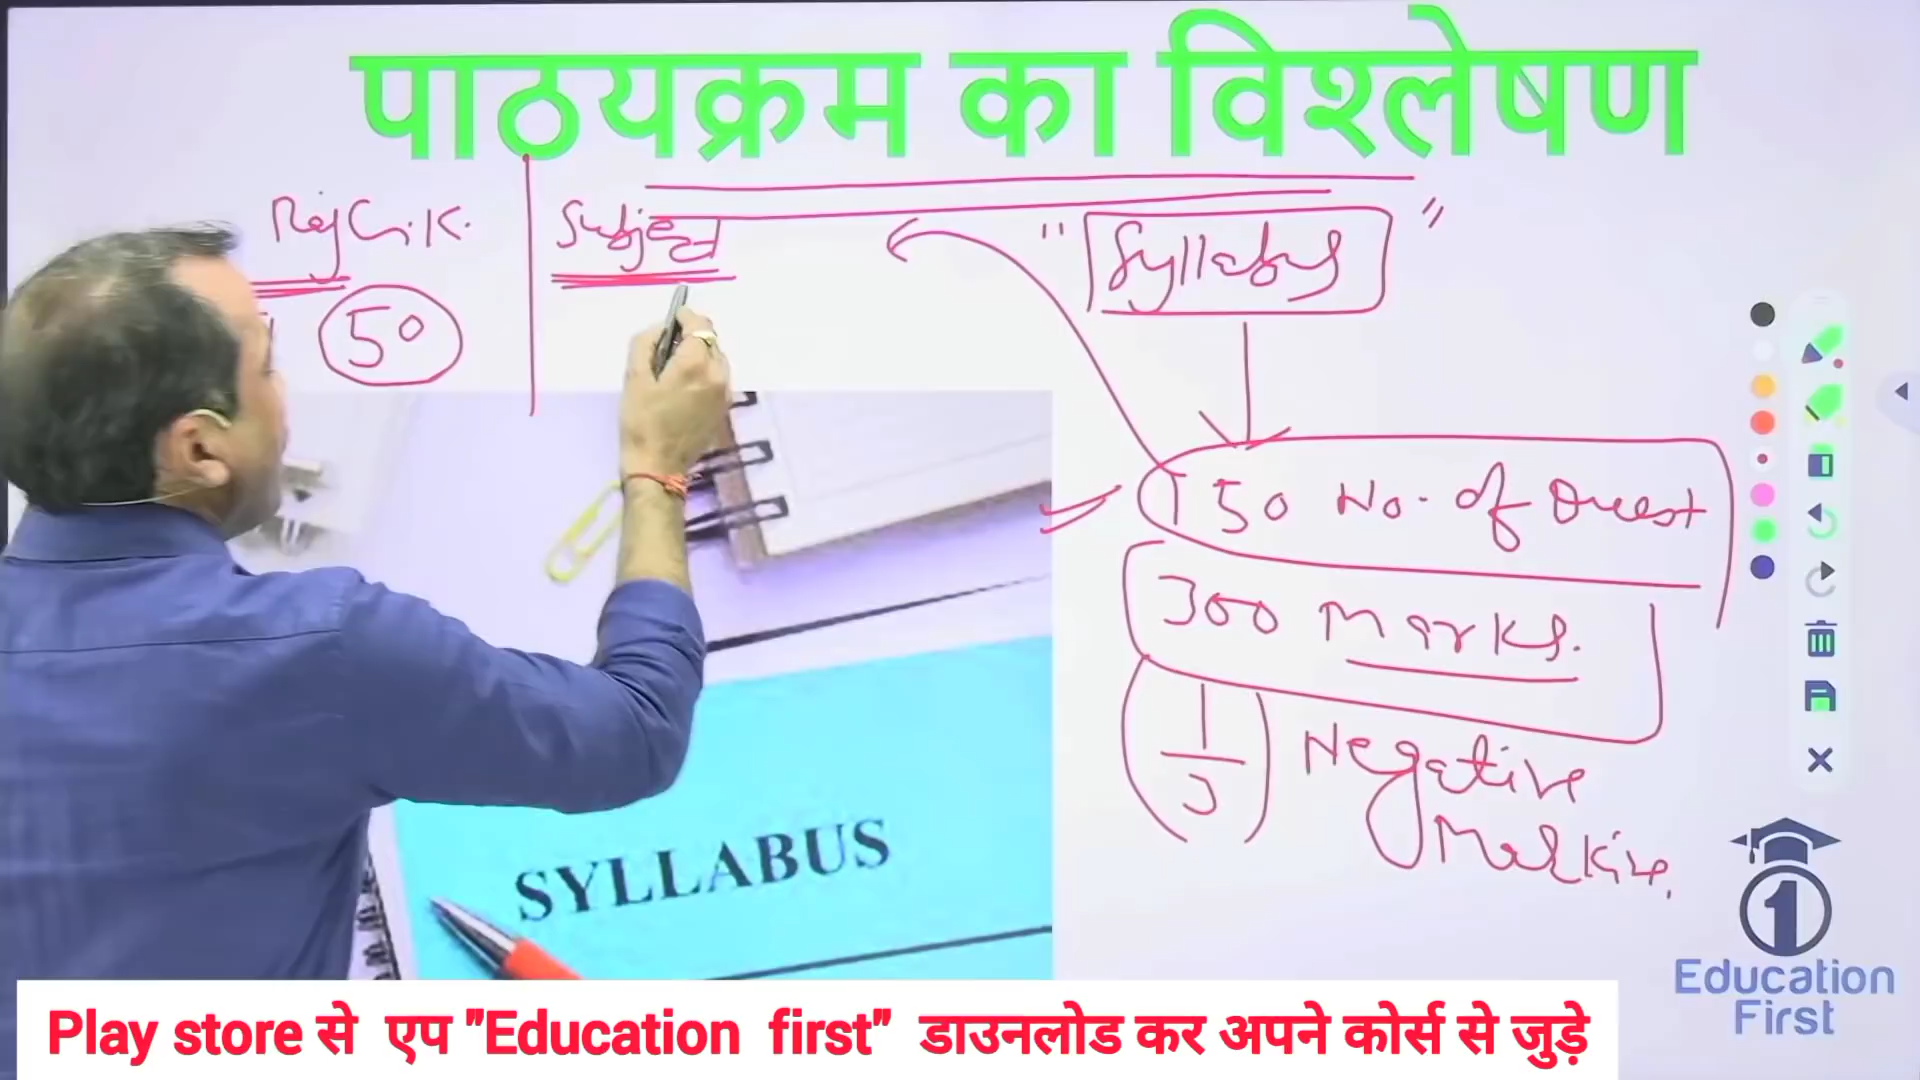 पाठयक्रम का विश्लेषण
Raj G.K.
50
Subject
" Syllabus "
150 No. of Quest
300 Marks.
1/3 Negative
Marking.
SYLLABUS
1
Education
First
Play store से एप "Education first" डाउनलोड कर अपने कोर्स से जुड़े